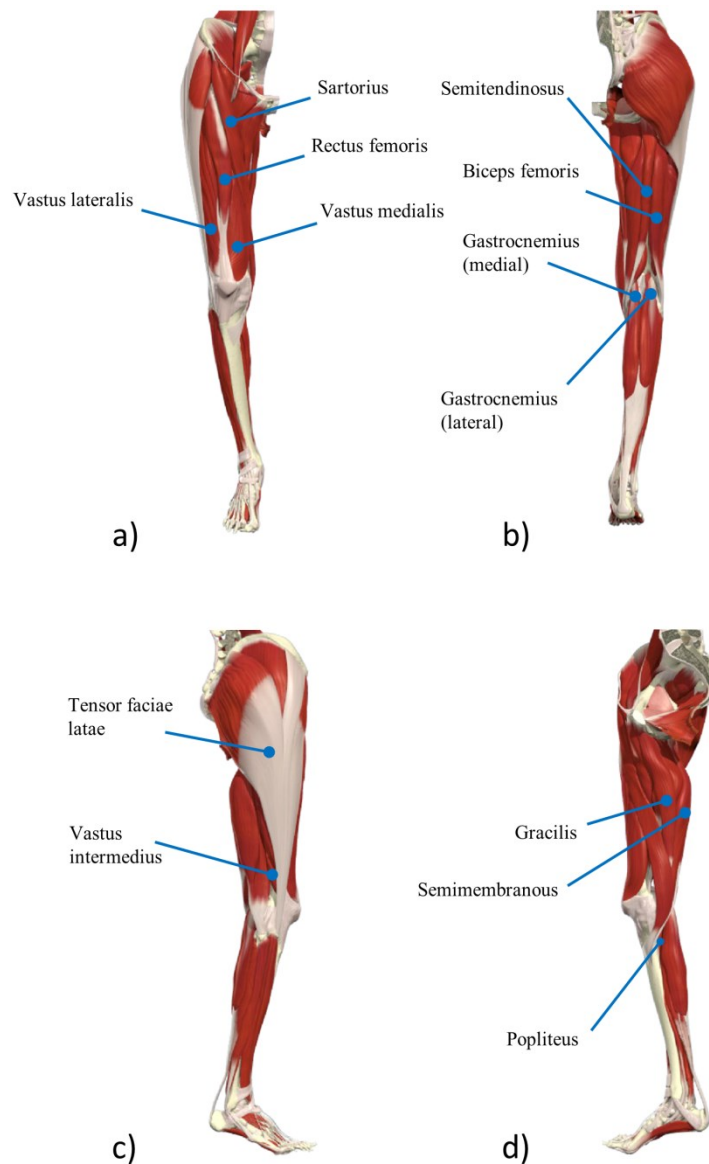 Sartorius
Rectus femoris
Vastus lateralis
Vastus medialis
a)
Semitendinosus
Biceps femoris
Gastrocnemius
(medial)
Gastrocnemius
(lateral)
b)
Tensor faciae
latae
Vastus
intermedius
c)
Gracilis
Semimembranous
Popliteus
d)